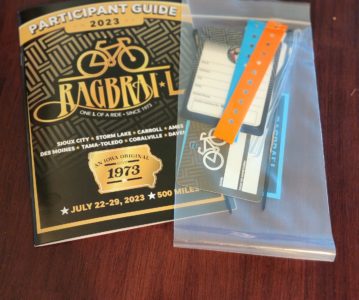 PARTICIPANT GUIDE
2023
RAGBRAI L
ONE L OF A RIDE • SINCE 1973
SIOUX CITY ★ STORM LAKE ★ CARROLL ★ AMES
DES MOINES ★ TAMA-TOLEDO ★ CORALVILLE ★
AN IOWA ORIGINAL
1973
★ JULY 22-29, 2023 ★ 500 MILES